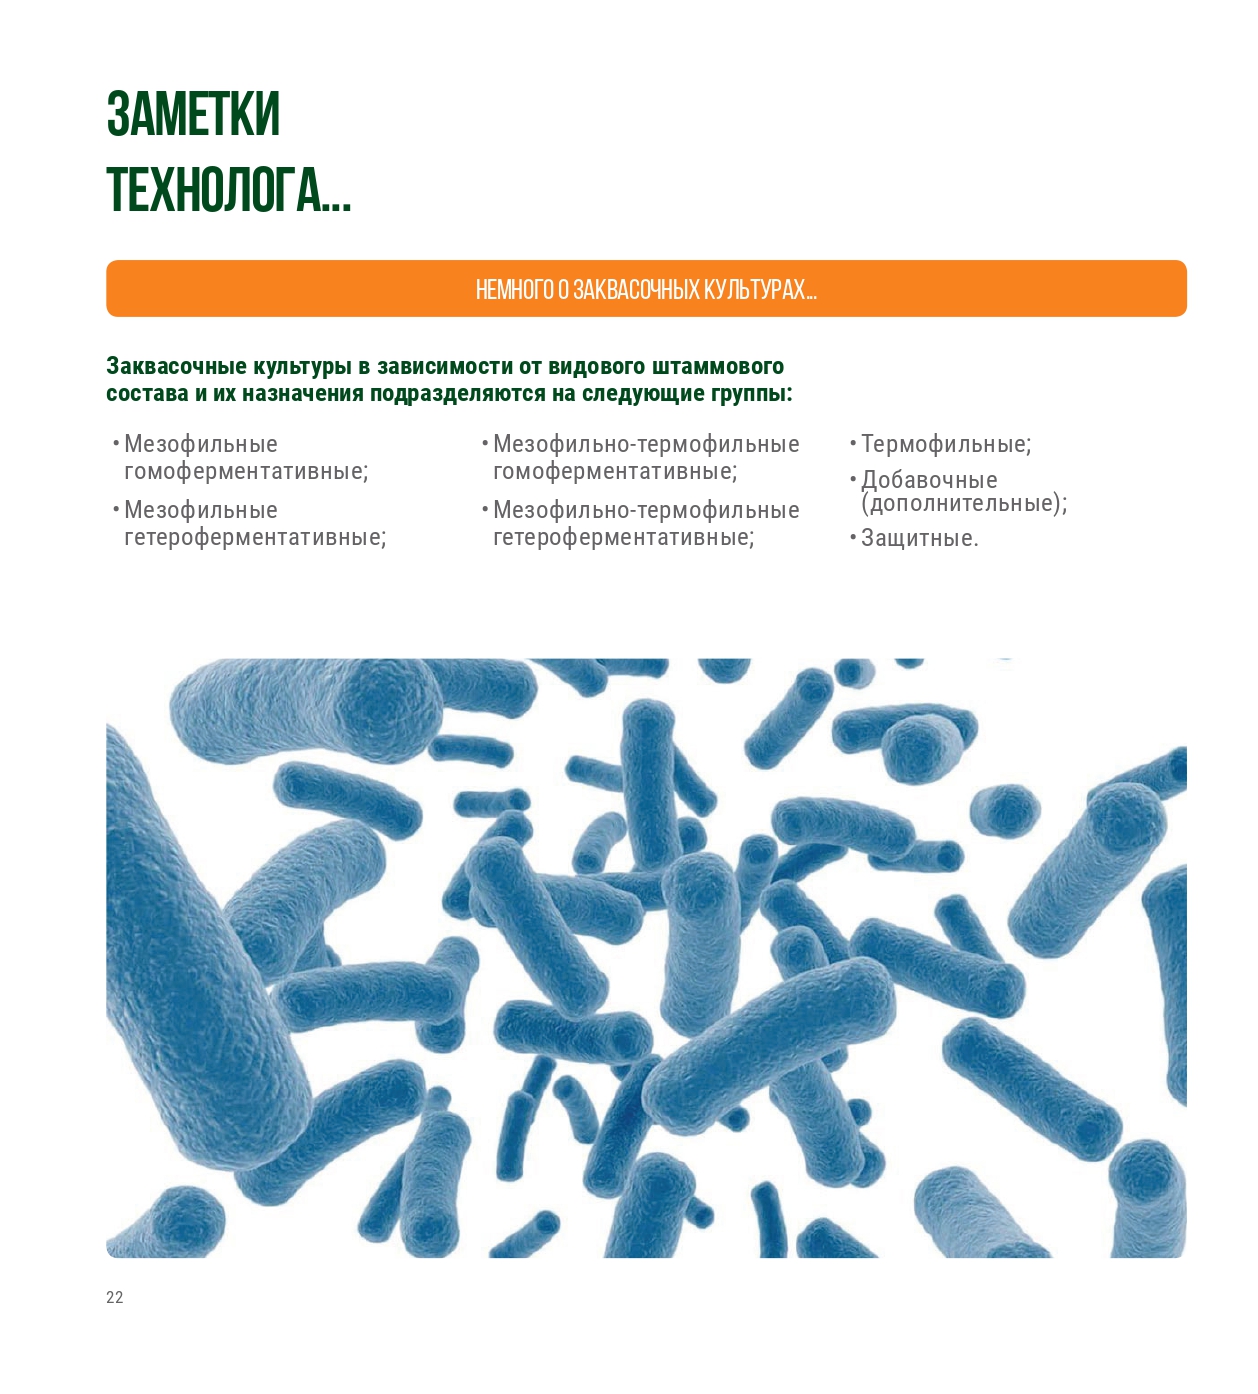 ЗАМЕТКИ
ТЕХНОЛОГА...
НЕМНОГО О ЗАКВАСОЧНЫХ КУЛЬТУРАХ...
Заквасочные культуры в зависимости от видового штаммового
состава и их назначения подразделяются на следующие группы:
• Мезофильные
гомоферментативные;
• Мезофильные
гетероферментативные;
• Мезофильно-термофильные
гомоферментативные;
• Мезофильно-термофильные
гетероферментативные;
• Термофильные;
• Добавочные
(дополнительные);
• Защитные.
22